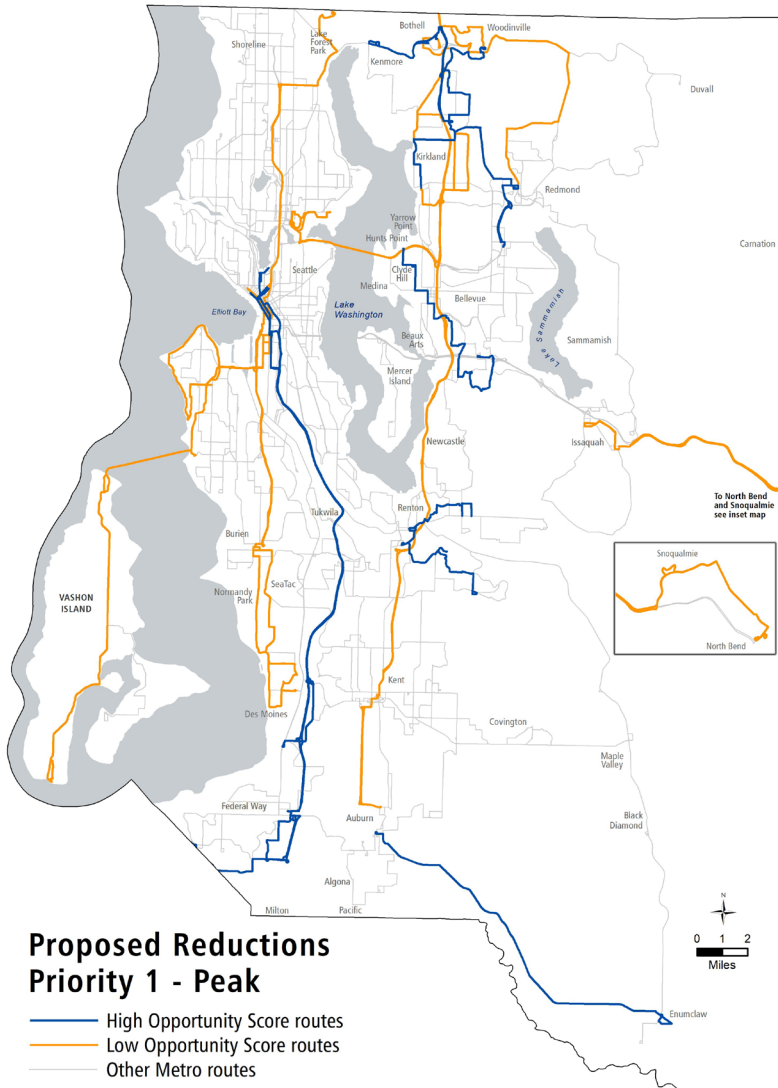 Bothell
Woodinville
Lake
Forest
Park
Shoreline
Kenmore
Duvall
Kirkland
Redmond
Yarrow
Point
Hunts Point
Carnation
Seattle
Clyde
Hill
Medina
Bellevue
Elliott Bay
Lake
Washington
Lake Sammamish
Beaux
Arts
Sammamish
Mercer
Island
Newcastle
Issaquah
To North Bend
and Snoqualmie
see inset map
Renton
Tukwila
Burien
Snoqualmie
North Bend
SeaTac
Normandy
Park
VASHON
ISLAND
Kent
Des Moines
Covington
Maple
Valley
Federal Way
Auburn
Black
Diamond
Algona
Milton
Pacific
N
0 1 2
Miles
Enumclaw
Proposed Reductions
Priority 1 - Peak
High Opportunity Score routes
Low Opportunity Score routes
Other Metro routes